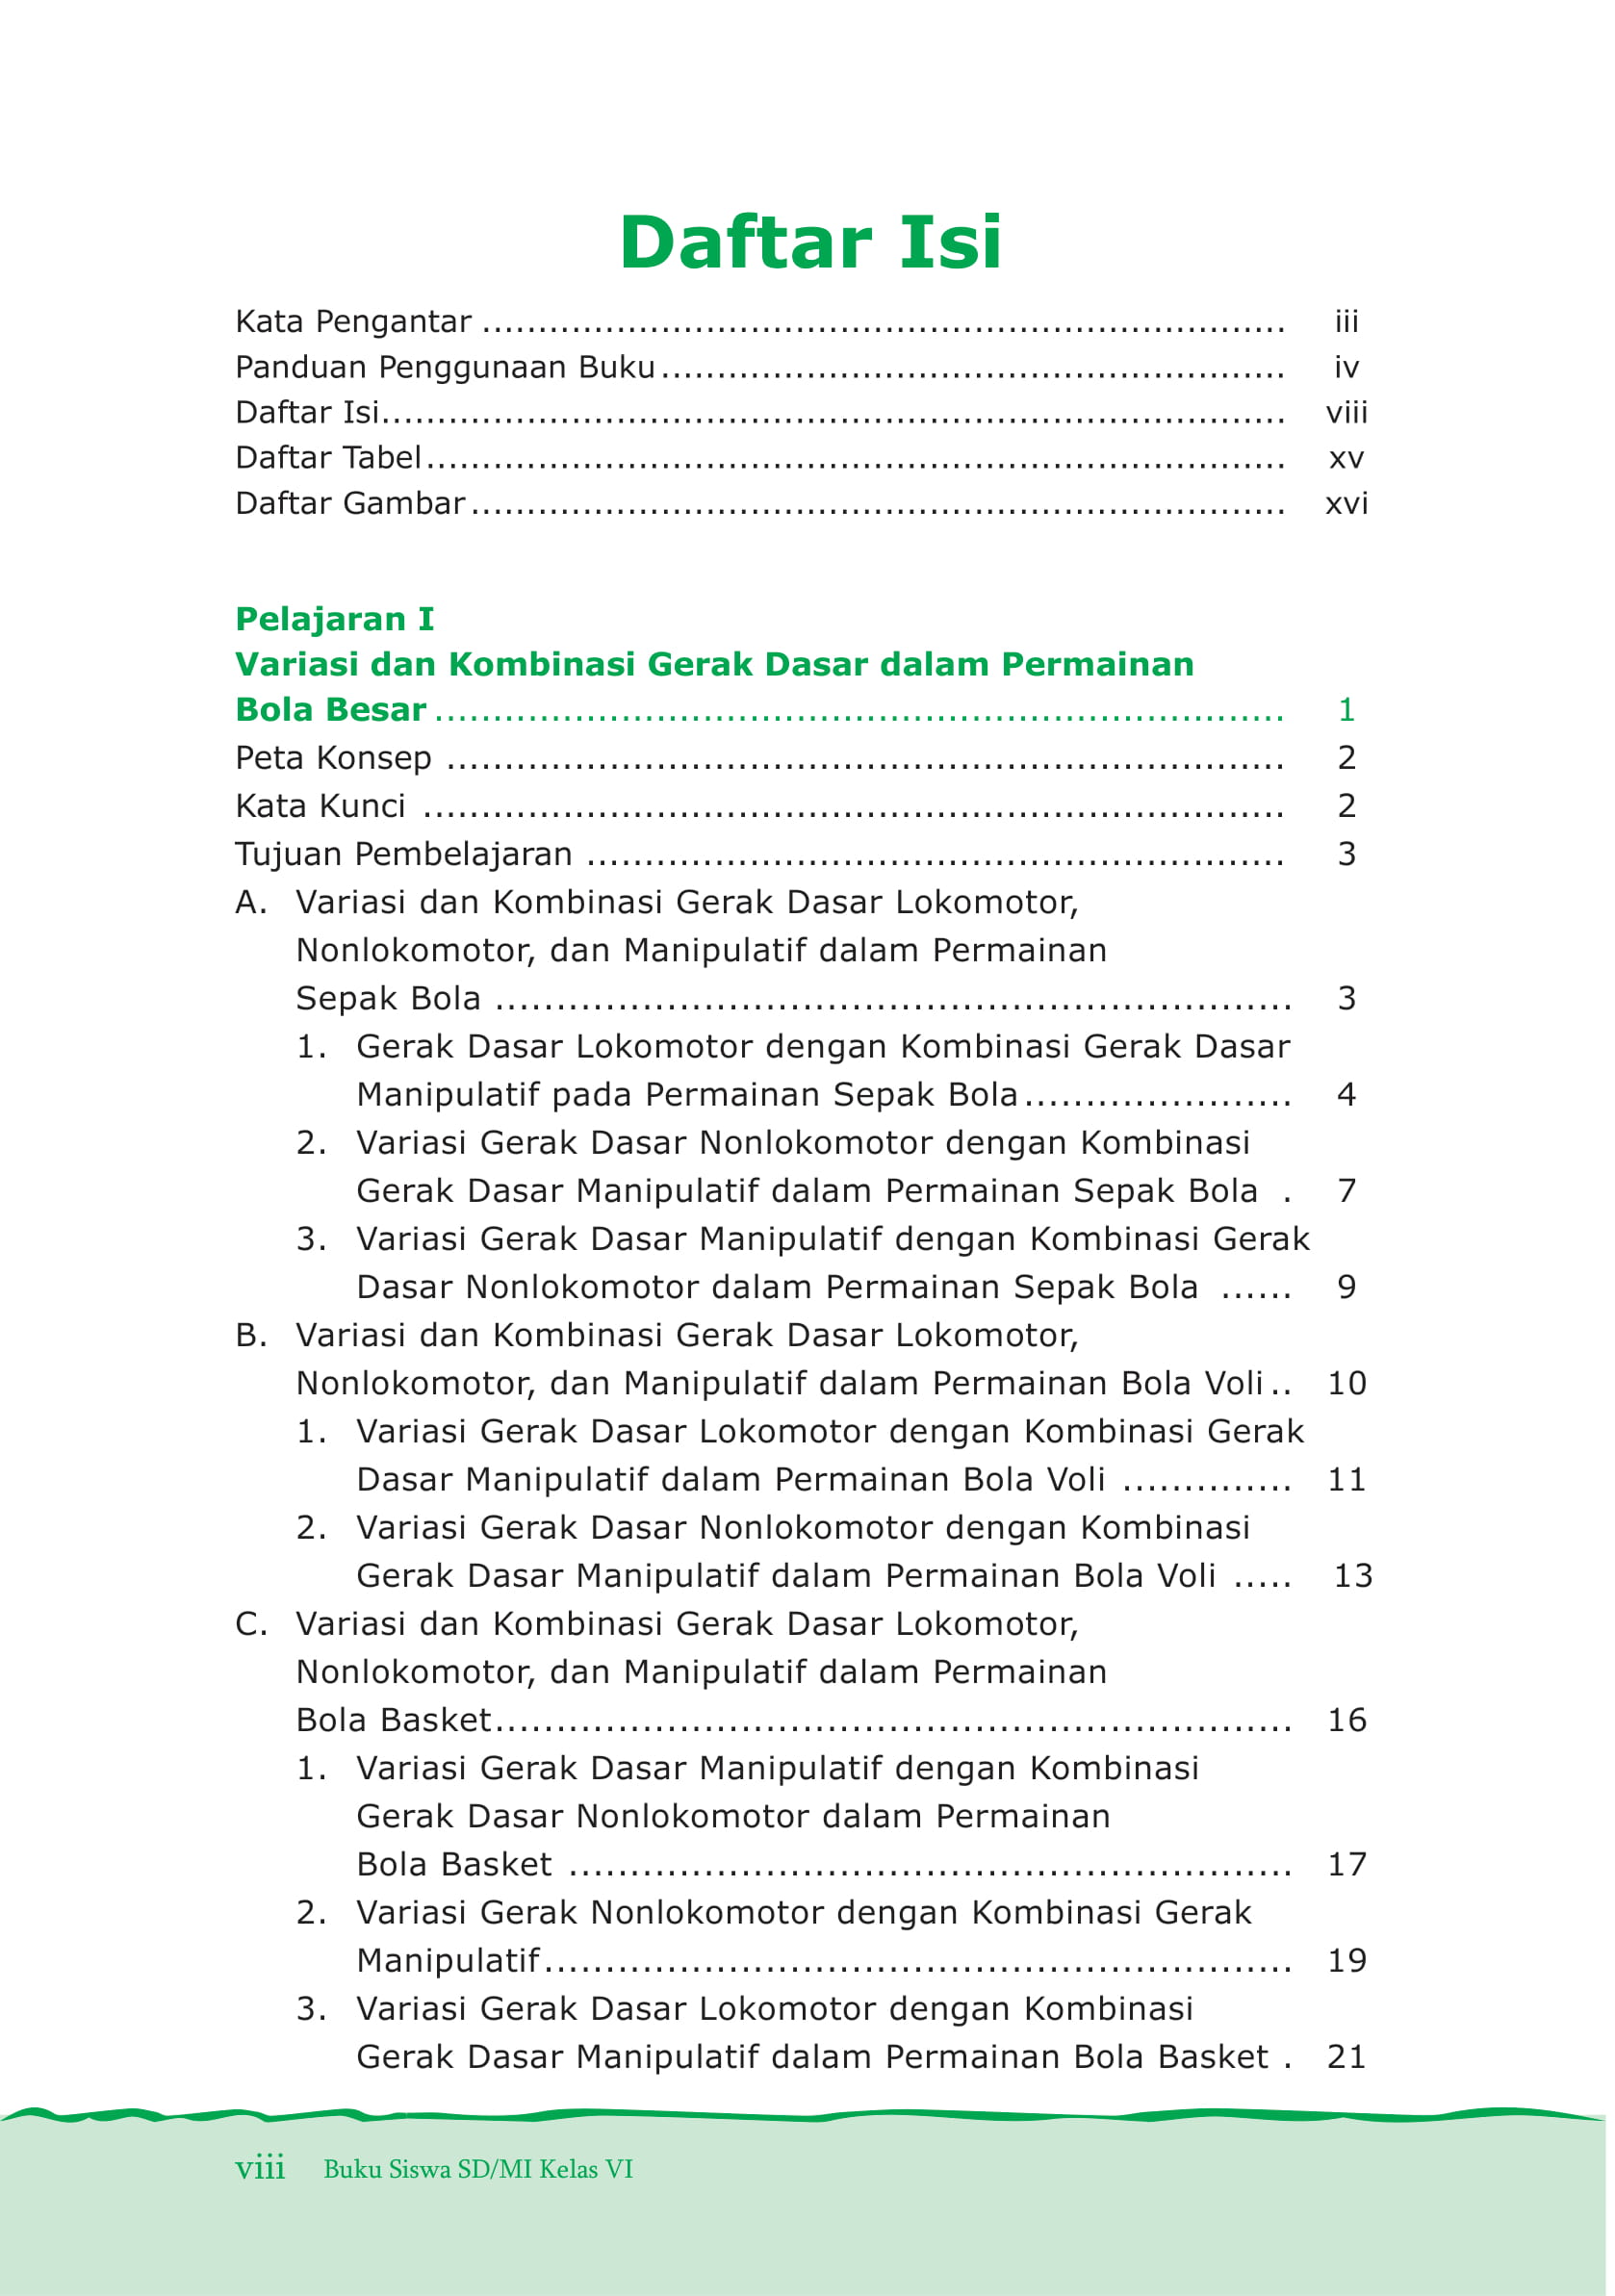 Daftar Isi
Kata Pengantar ........................................................................ iii
Panduan Penggunaan Buku........................................................ iv
Daftar Isi................................................................................. viii
Daftar Tabel............................................................................. xv
Daftar Gambar......................................................................... xvi
Pelajaran I
Variasi dan Kombinasi Gerak Dasar dalam Permainan
Bola Besar ......................................................................... 1
Peta Konsep ........................................................................ 2
Kata Kunci .......................................................................... 2
Tujuan Pembelajaran ............................................................ 3
A. Variasi dan Kombinasi Gerak Dasar Lokomotor,
Nonlokomotor, dan Manipulatif dalam Permainan
Sepak Bola ................................................................. 3
1. Gerak Dasar Lokomotor dengan Kombinasi Gerak Dasar
Manipulatif pada Permainan Sepak Bola...................... 4
2. Variasi Gerak Dasar Nonlokomotor dengan Kombinasi
Gerak Dasar Manipulatif dalam Permainan Sepak Bola . 7
3. Variasi Gerak Dasar Manipulatif dengan Kombinasi Gerak
Dasar Nonlokomotor dalam Permainan Sepak Bola ...... 9
B. Variasi dan Kombinasi Gerak Dasar Lokomotor,
Nonlokomotor, dan Manipulatif dalam Permainan Bola Voli.. 10
1. Variasi Gerak Dasar Lokomotor dengan Kombinasi Gerak
Dasar Manipulatif dalam Permainan Bola Voli .............. 11
2. Variasi Gerak Dasar Nonlokomotor dengan Kombinasi
Gerak Dasar Manipulatif dalam Permainan Bola Voli ..... 13
C. Variasi dan Kombinasi Gerak Dasar Lokomotor,
Nonlokomotor, dan Manipulatif dalam Permainan
Bola Basket................................................................. 16
1. Variasi Gerak Dasar Manipulatif dengan Kombinasi
Gerak Dasar Nonlokomotor dalam Permainan
Bola Basket ........................................................... 17
2. Variasi Gerak Nonlokomotor dengan Kombinasi Gerak
Manipulatif............................................................. 19
3. Variasi Gerak Dasar Lokomotor dengan Kombinasi
Gerak Dasar Manipulatif dalam Permainan Bola Basket . 21
viii Buku Siswa SD/MI Kelas VI